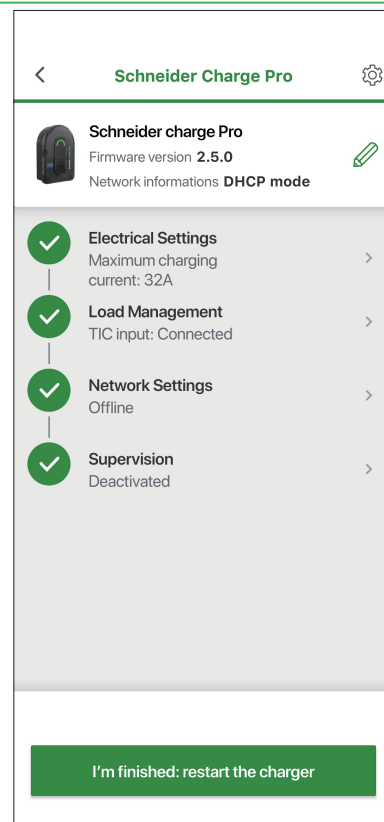 Schneider Charge Pro
Schneider charge Pro
Firmware version 2.5.0
Network informations DHCP mode
Electrical Settings
Maximum charging
current: 32A
Load Management
TIC input: Connected
Network Settings
Offline
Supervision
Deactivated
I'm finished: restart the charger